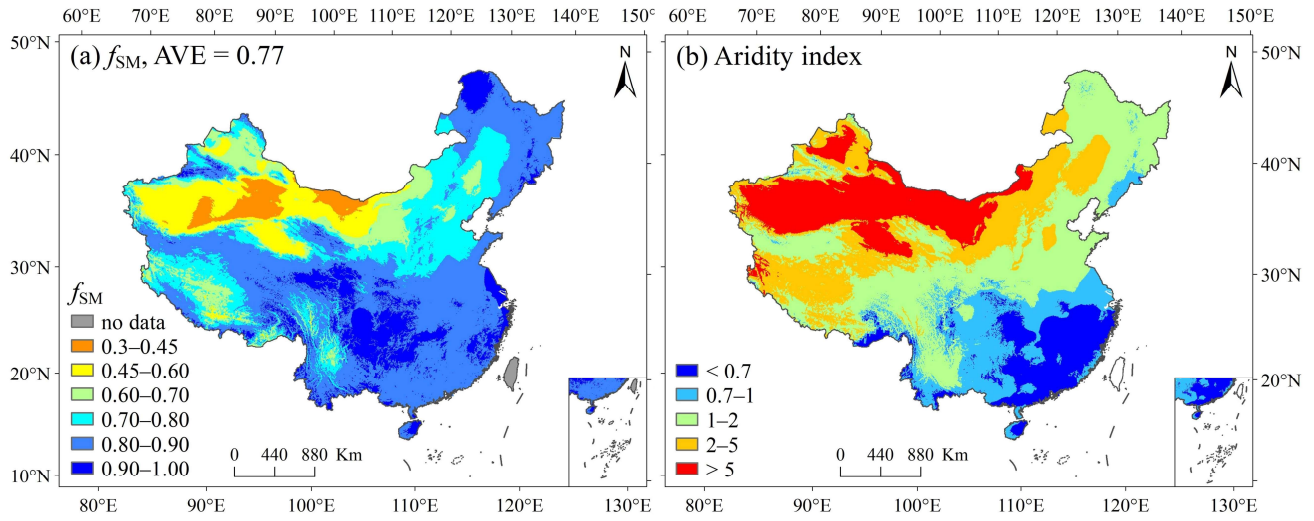 60°E 70°E 80°E 90°E 100°E 110°E 120°E 130°E 140°E 150°
60°E 70°E 80°E 90°E 100°E 110°E 120°E 130°E 140°E 150°E
50°N
(a) fSM, AVE = 0.77
N
(b) Aridity index
N
50°N
40°N
40°N
30°N
30°N
fSM
no data
0.3–0.45
0.45–0.60
0.60–0.70
0.70–0.80
0.80–0.90
0.90–1.00
20°N
20°N
< 0.7
0.7–1
1–2
2–5
> 5
0 440 880 Km
0 440 880 Km
10°N
10°N
80°E 90°E 100°E 110°E 120°E 130°E
80°E 90°E 100°E 110°E 120°E 130°E